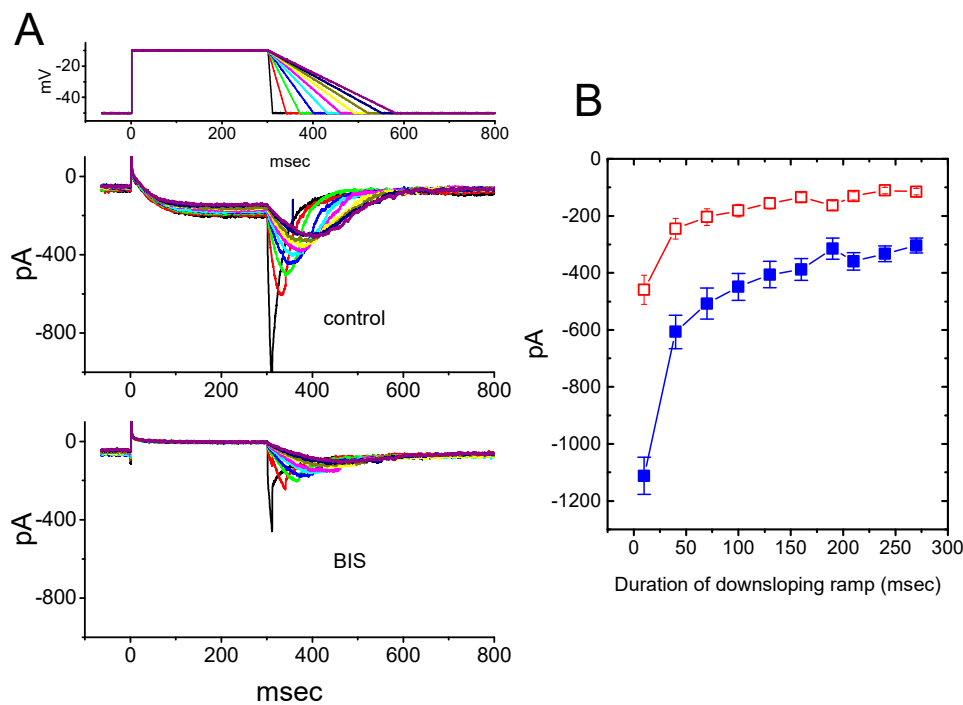 A
mV
-20
-40
0 200 400 600 800
msec
pA
0
-400
-800
control
0 200 400 600 800
pA
0
-400
-800
BIS
0 200 400 600 800
msec
B
pA
0
-200
-400
-600
-800
-1000
-1200
0 50 100 150 200 250 300
Duration of downsloping ramp (msec)